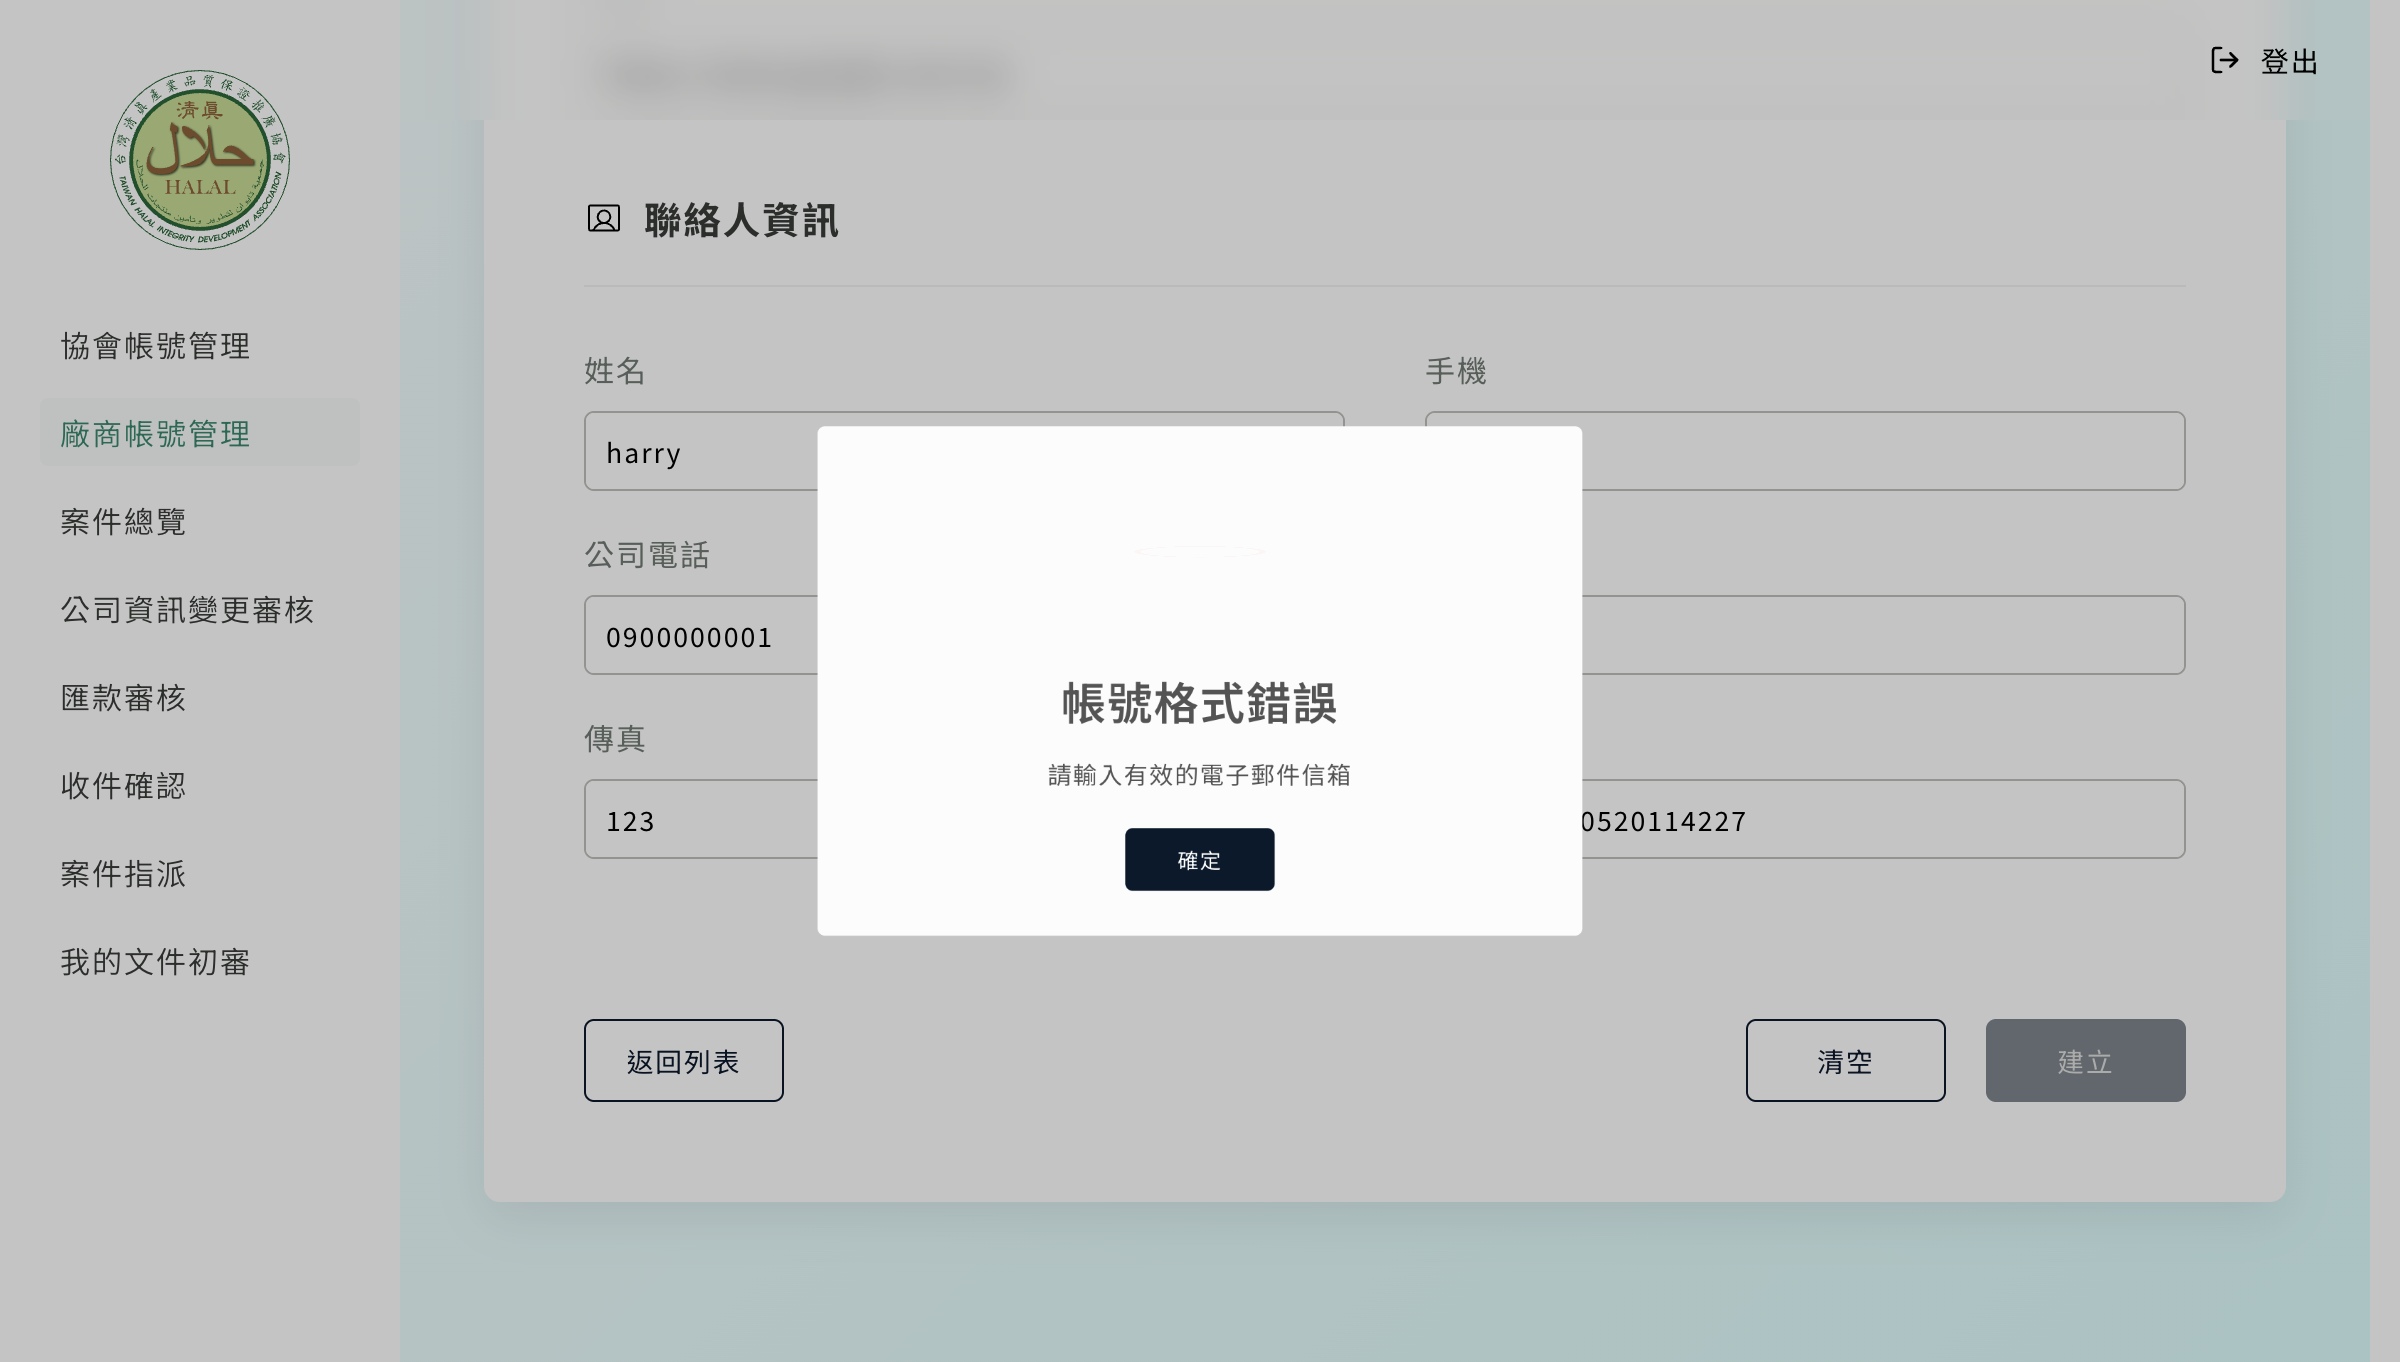 台灣清真產業品質保證推廣協會
清真
حلال
HALAL
TAIWAN HALAL INTEGRITY DEVELOPMENT ASSOCIATION
登出
協會帳號管理
廠商帳號管理
案件總覽
公司資訊變更審核
匯款審核
收件確認
案件指派
我的文件初審
聯絡人資訊
姓名
手機
harry
公司電話
0900000001
傳真
123
0520114227
帳號格式錯誤
請輸入有效的電子郵件信箱
確定
返回列表
清空
建立